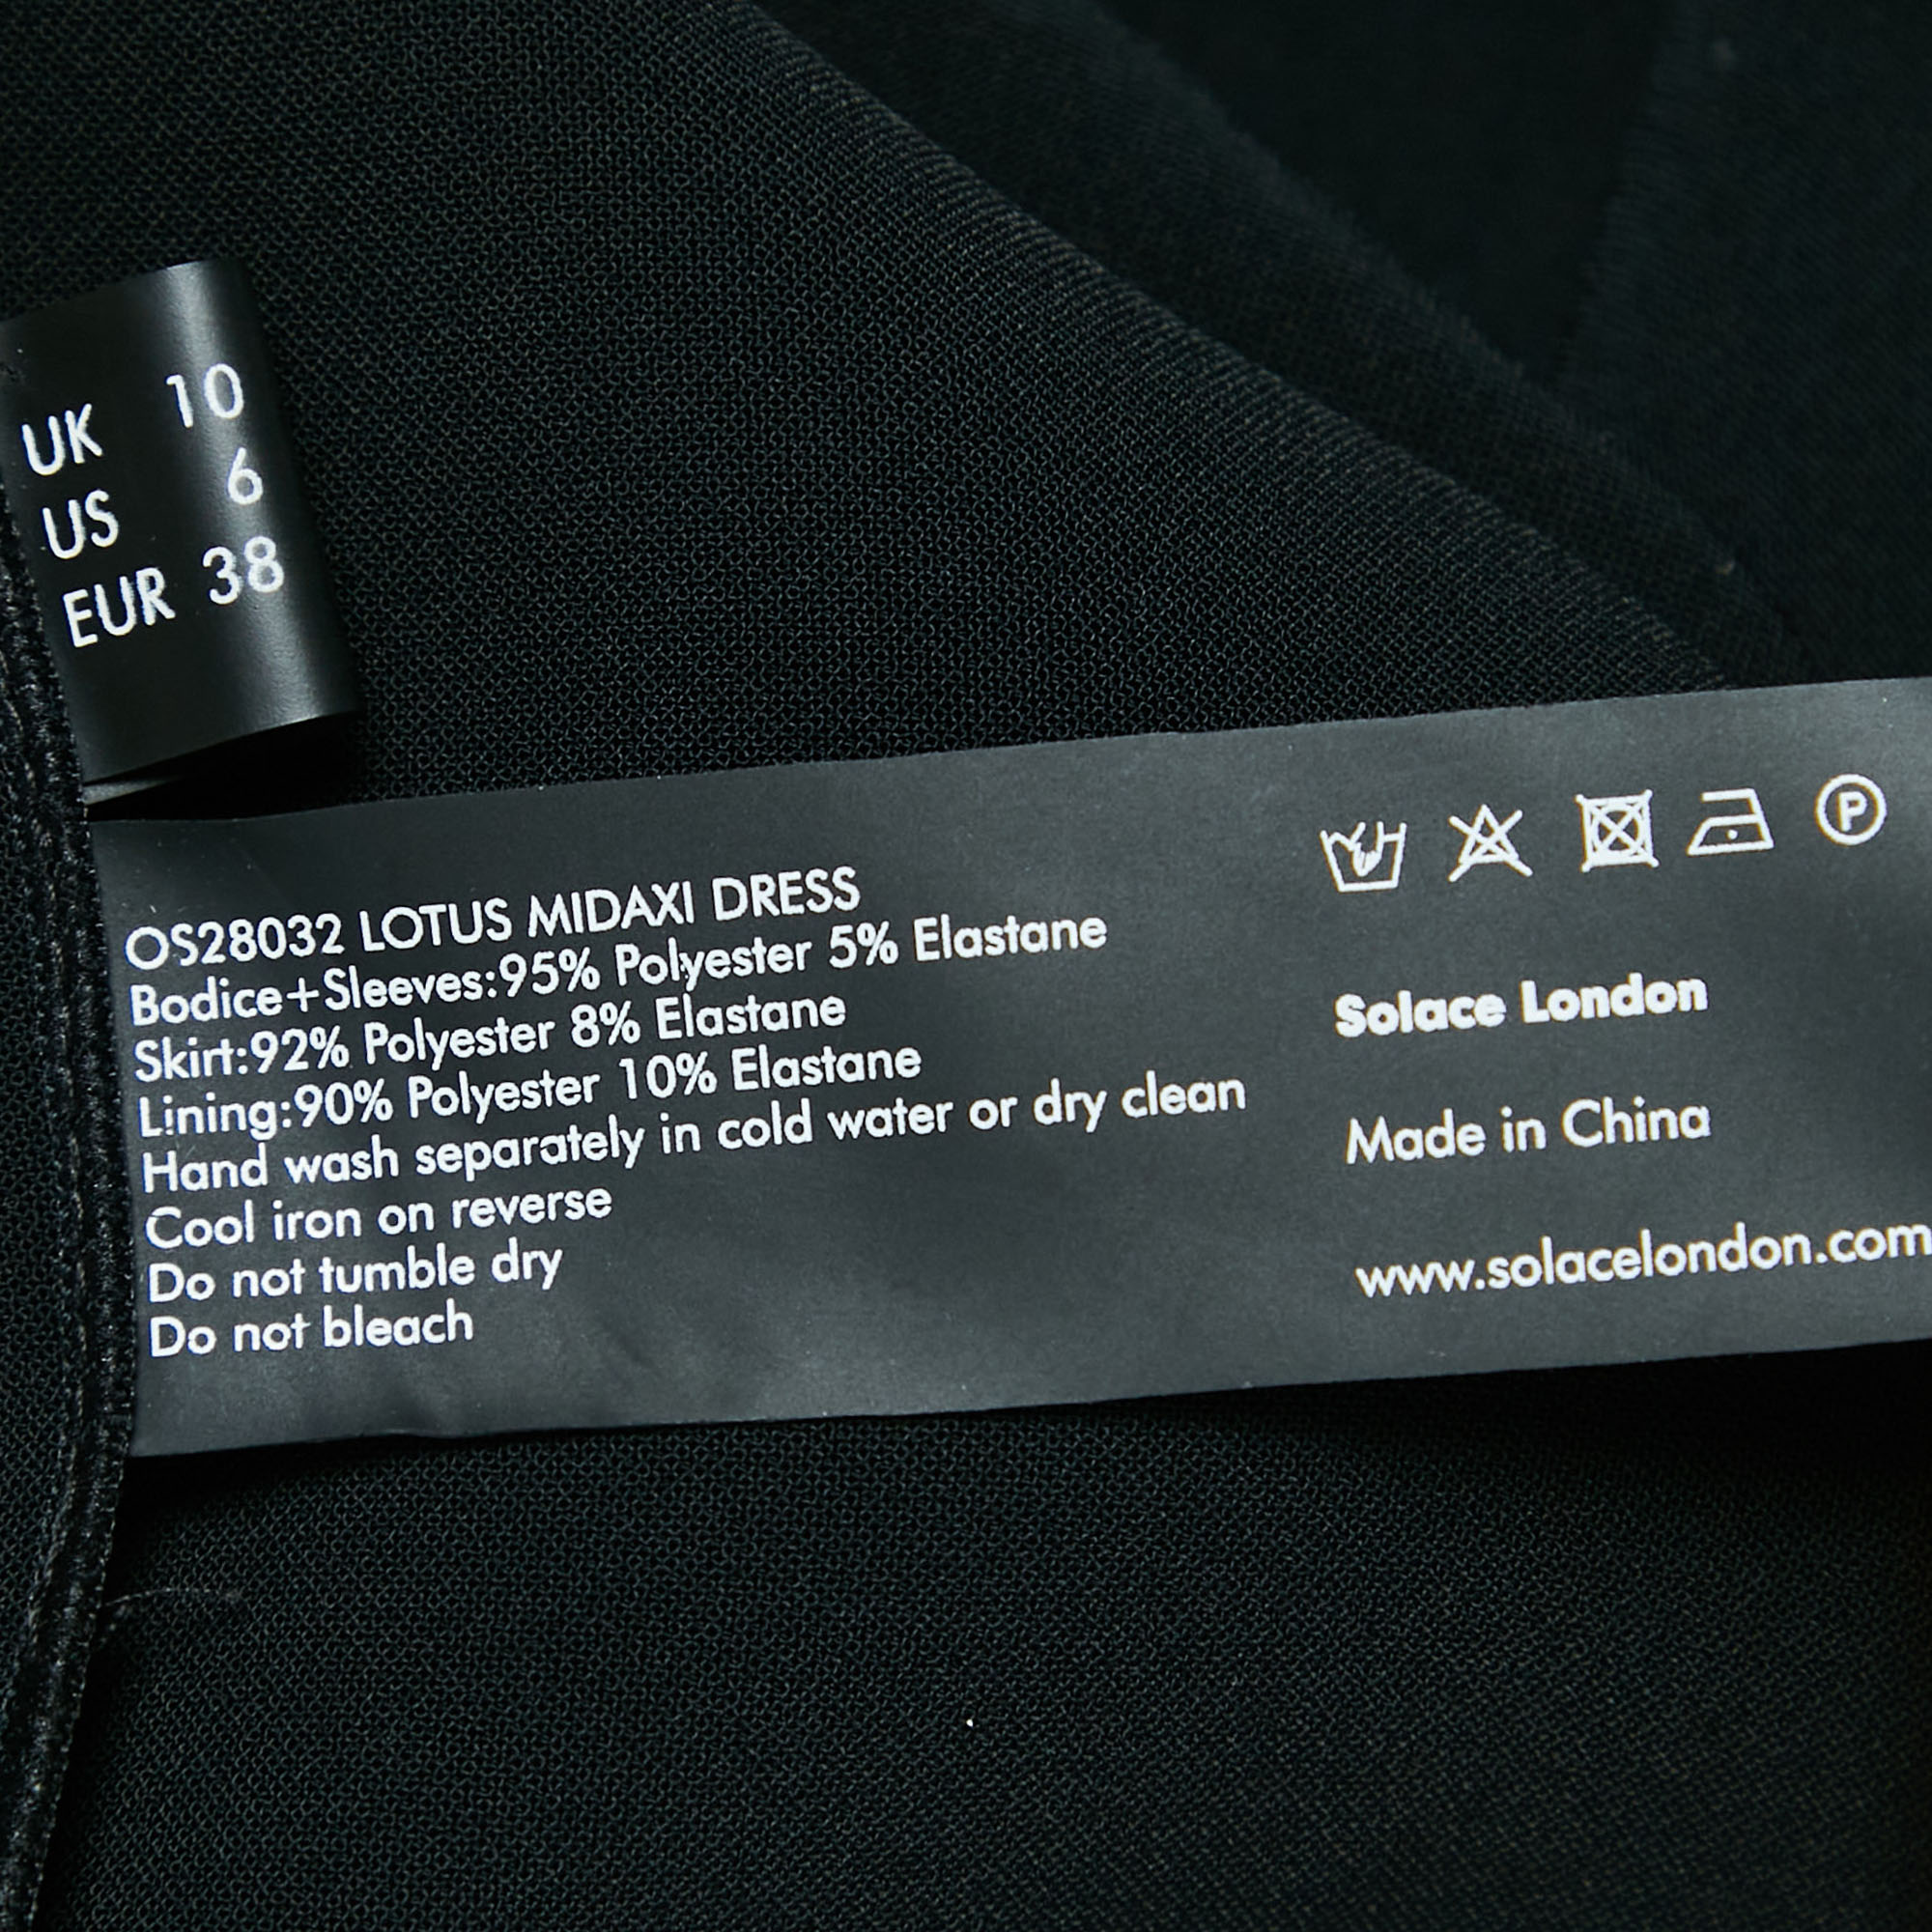 UK 10
US 6
EUR 38
OS28032 LOTUS MIDAXI DRESS
Bodice+Sleeves:95% Polyester 5% Elastane
Skirt:92% Polyester 8% Elastane
Lining:90% Polyester 10% Elastane
Hand wash separately in cold water or dry clean
Cool iron on reverse
Do not tumble dry
Do not bleach
P
Solace London
Made in China
www.solacelondon.com